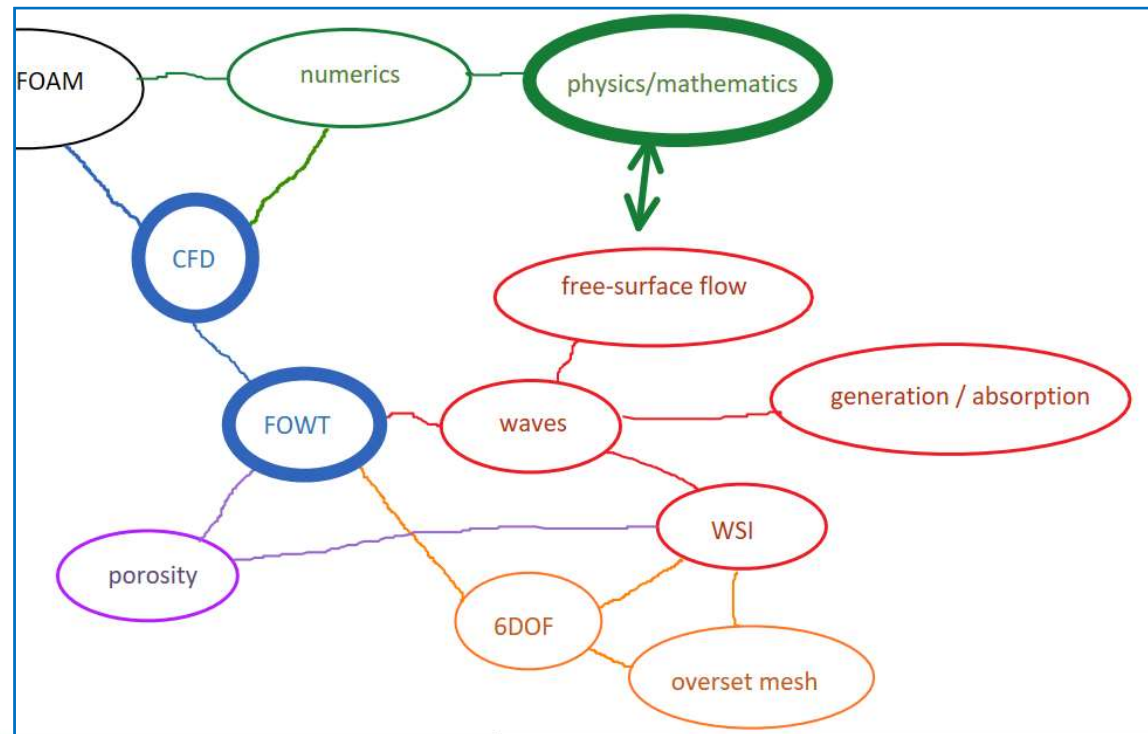 FOAM
numerics
physics/mathematics
CFD
free-surface flow
generation / absorption
FOWT
waves
WSI
porosity
6DOF
overset mesh